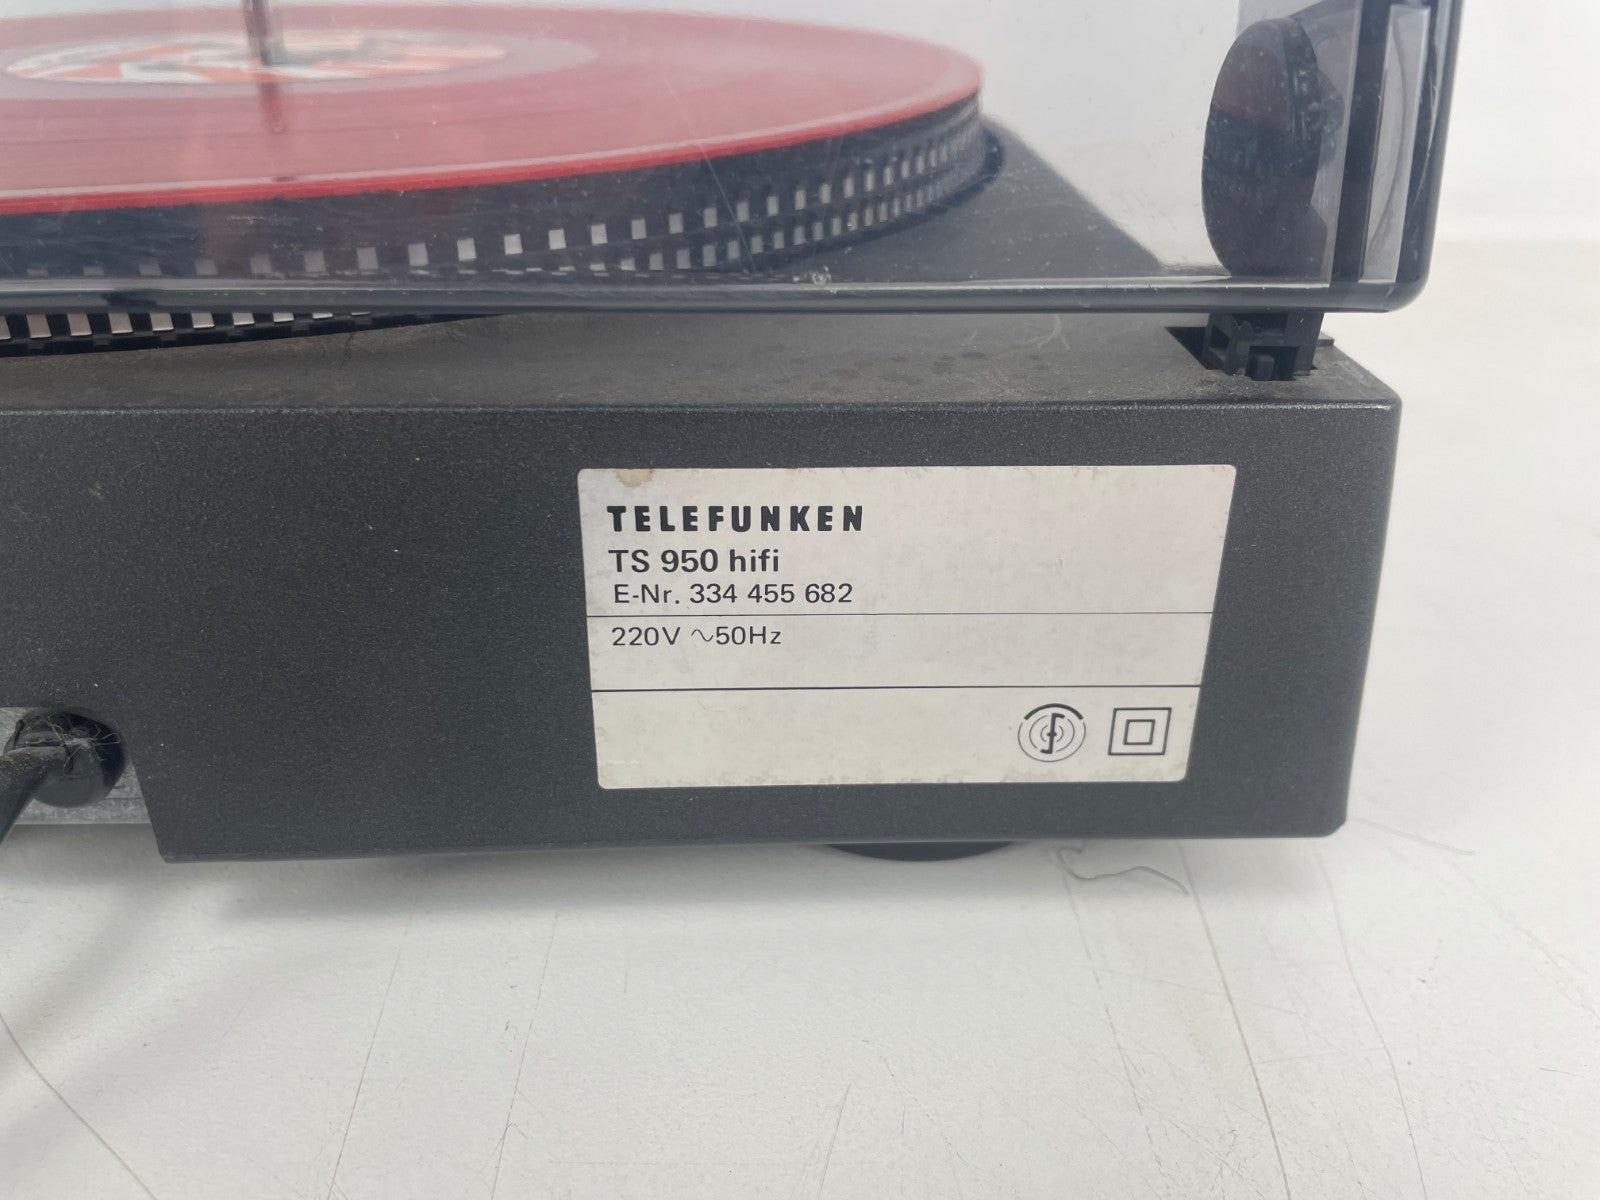 TELEFUNKEN
TS 950 hifi
E-Nr. 334 455 682
220V ~50Hz